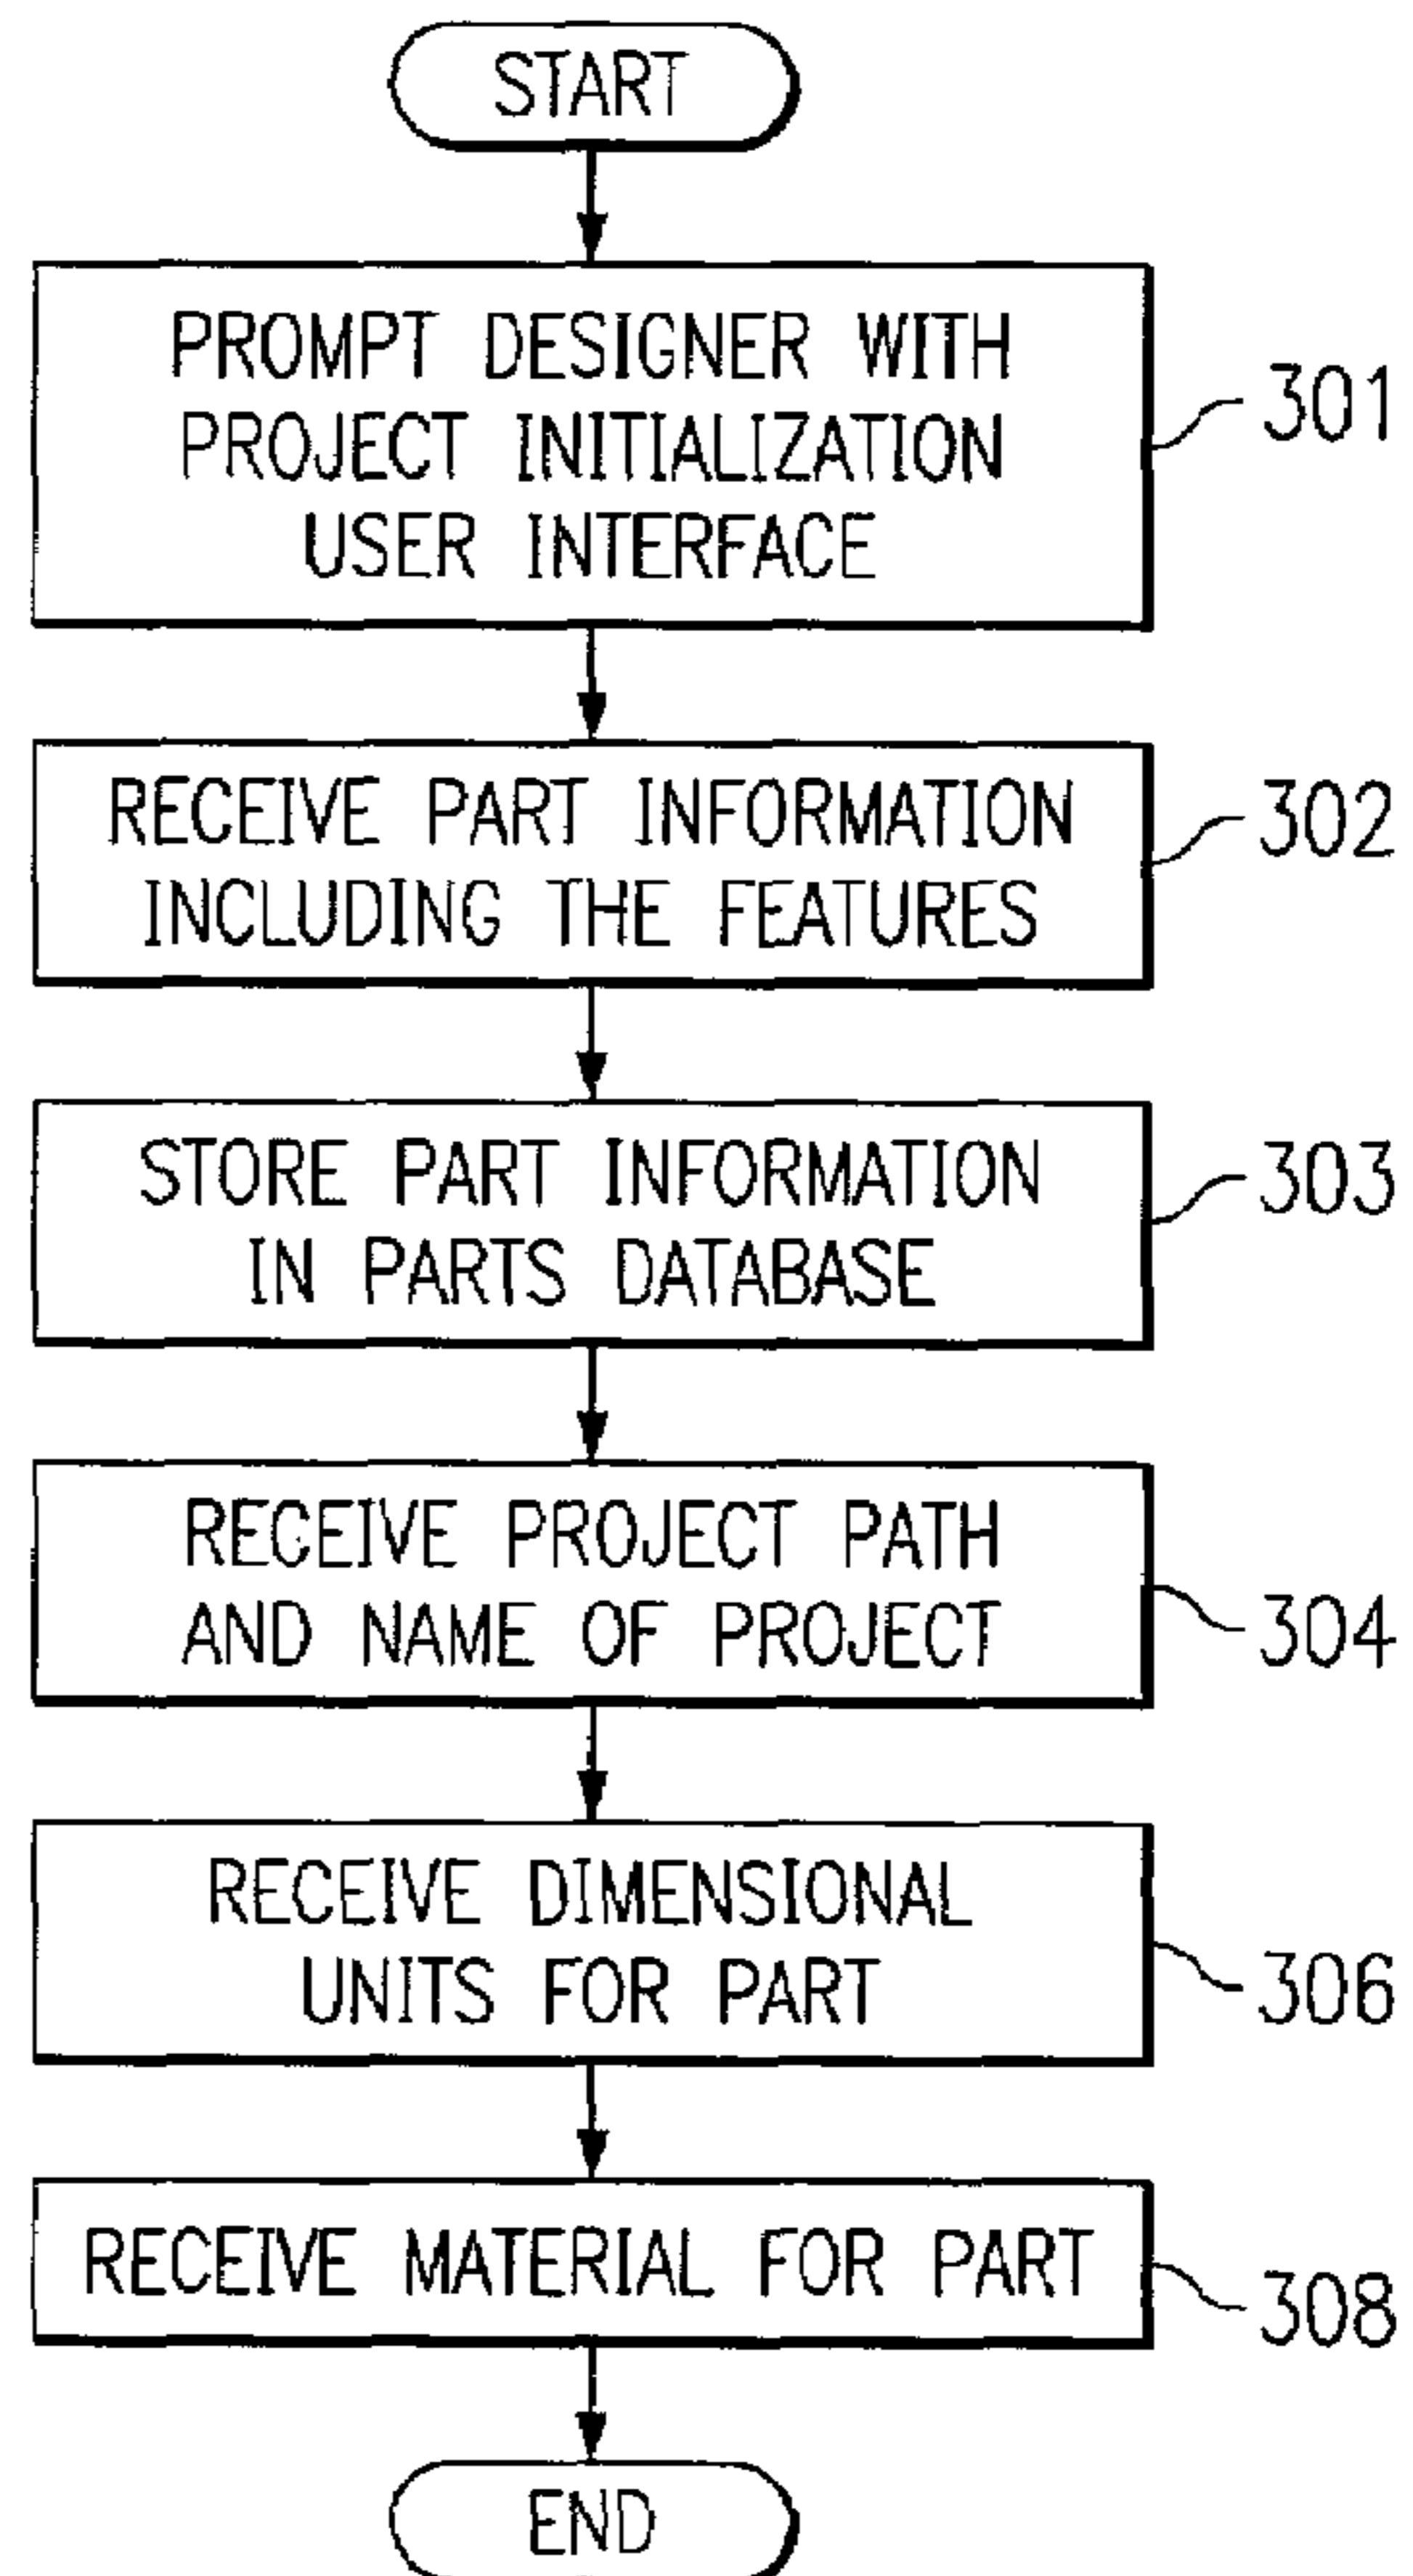 START
PROMPT DESIGNER WITH
PROJECT INITIALIZATION
USER INTERFACE
301
RECEIVE PART INFORMATION
INCLUDING THE FEATURES
302
STORE PART INFORMATION
IN PARTS DATABASE
303
RECEIVE PROJECT PATH
AND NAME OF PROJECT
304
RECEIVE DIMENSIONAL
UNITS FOR PART
306
RECEIVE MATERIAL FOR PART
308
END